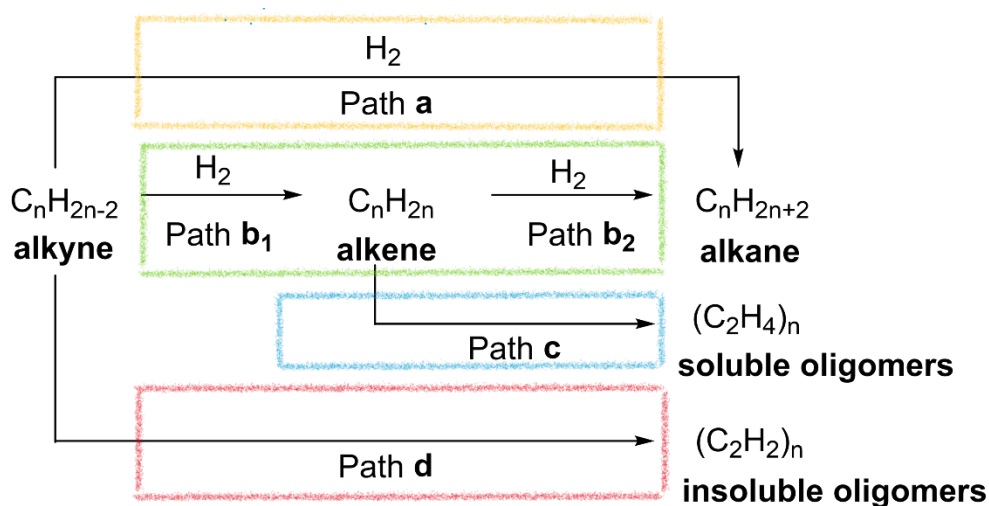 H₂
Path a
CₙH₂ₙ₋₂
alkyne
H₂
Path b₁
CₙH₂ₙ
alkene
H₂
Path b₂
CₙH₂ₙ₊₂
alkane
Path c
(C₂H₄)ₙ
soluble oligomers
Path d
(C₂H₂)ₙ
insoluble oligomers